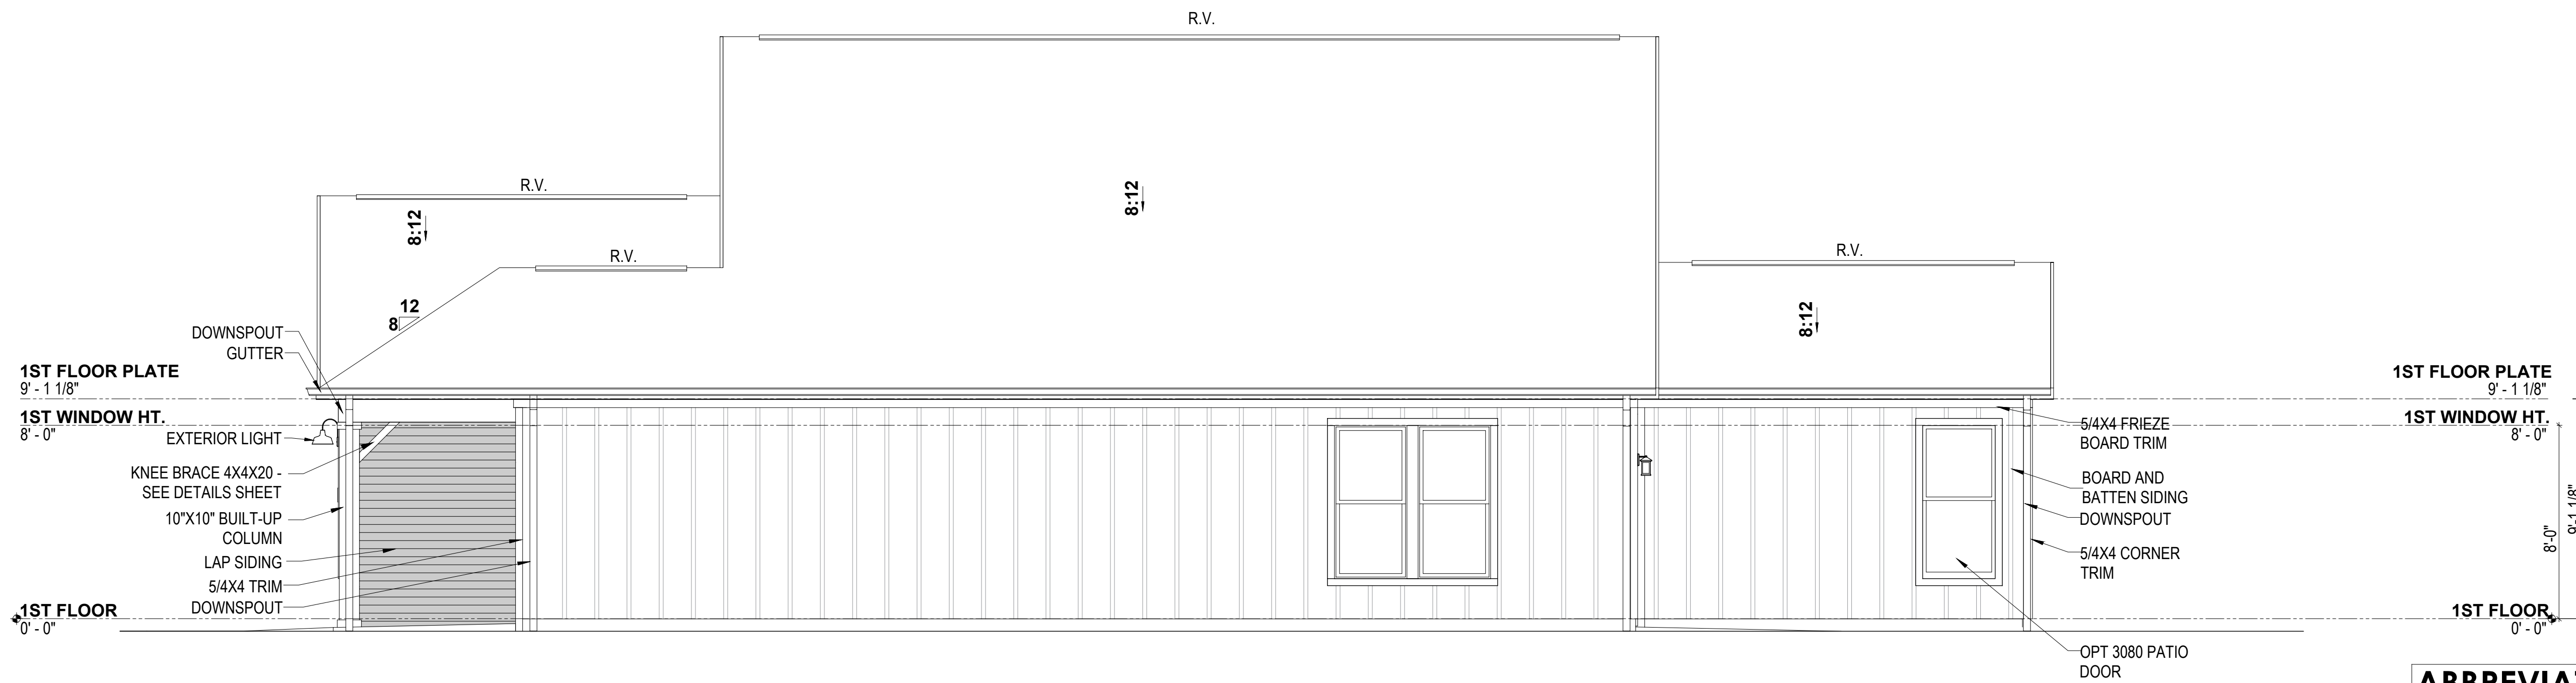 R.V.
R.V.
8:12
R.V.
12
8
8:12
R.V.
8:12
DOWNSPOUT
GUTTER
1ST FLOOR PLATE
9' - 1 1/8"
1ST WINDOW HT.
8' - 0"
EXTERIOR LIGHT
KNEE BRACE 4X4X20 -
SEE DETAILS SHEET
10"X10" BUILT-UP
COLUMN
LAP SIDING
5/4X4 TRIM
DOWNSPOUT
1ST FLOOR
0' - 0"
1ST FLOOR PLATE
9' - 1 1/8"
1ST WINDOW HT.
8' - 0"
5/4X4 FRIEZE
BOARD TRIM
BOARD AND
BATTEN SIDING
DOWNSPOUT
5/4X4 CORNER
TRIM
8'-0"
9'-1 1/8"
1ST FLOOR
0' - 0"
OPT 3080 PATIO
DOOR